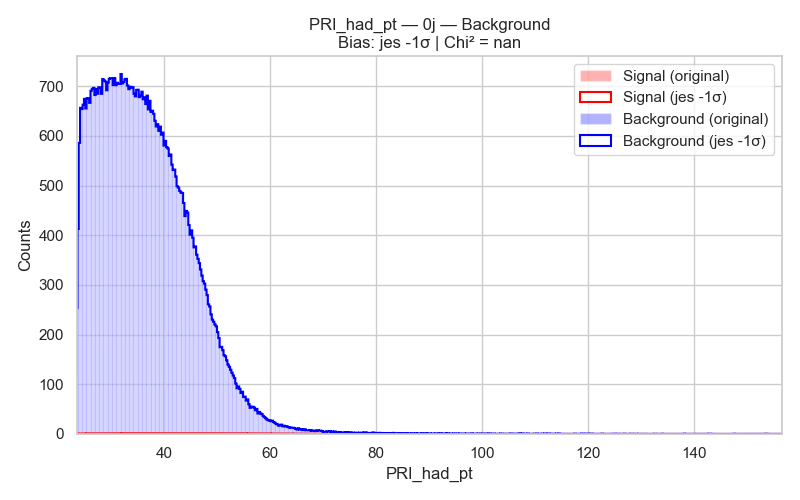 PRI_had_pt — 0j — Background
Bias: jes -1σ | Chi² = nan
Signal (original)
Signal (jes -1σ)
Background (original)
Background (jes -1σ)
Counts
700
600
500
400
300
200
100
0
40
60
80
100
120
140
PRI_had_pt